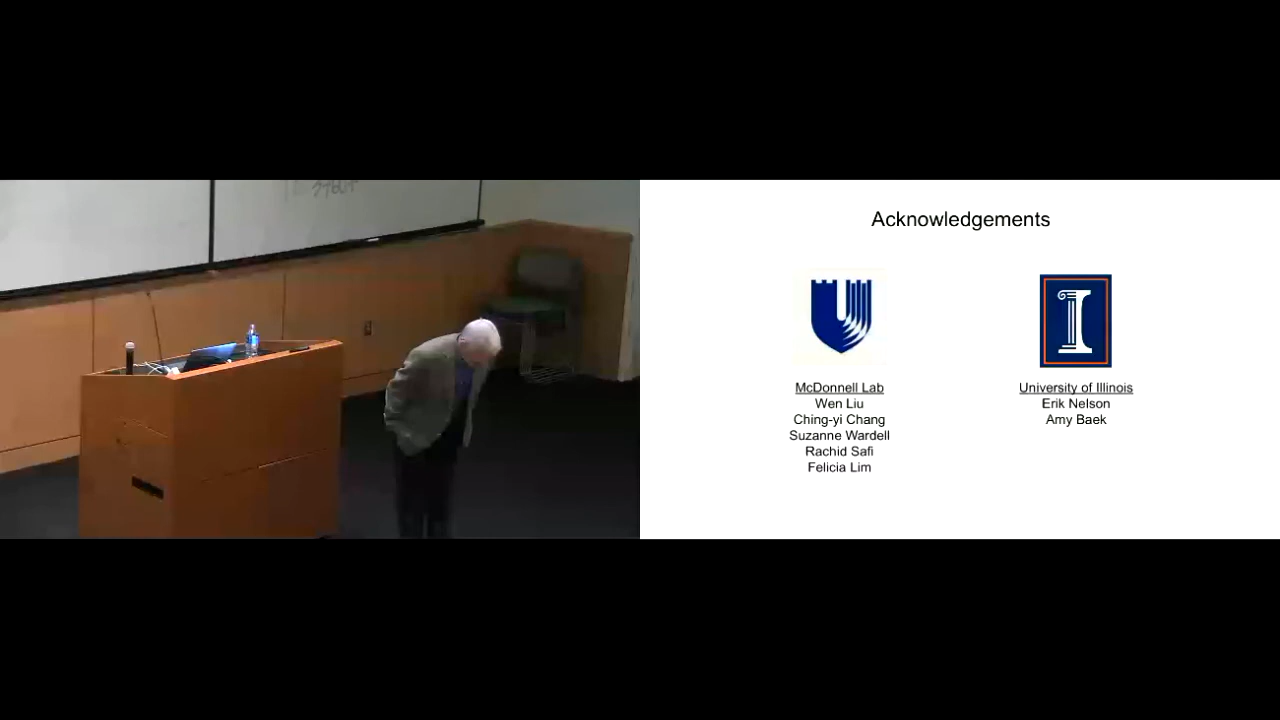 Acknowledgements
McDonnell Lab
Wen Liu
Ching-yi Chang
Suzanne Wardell
Rachid Safi
Felicia Lim
University of Illinois
Erik Nelson
Amy Baek